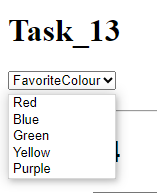 Task_13
FavoriteColour
Red
Blue
Green
Yellow
Purple